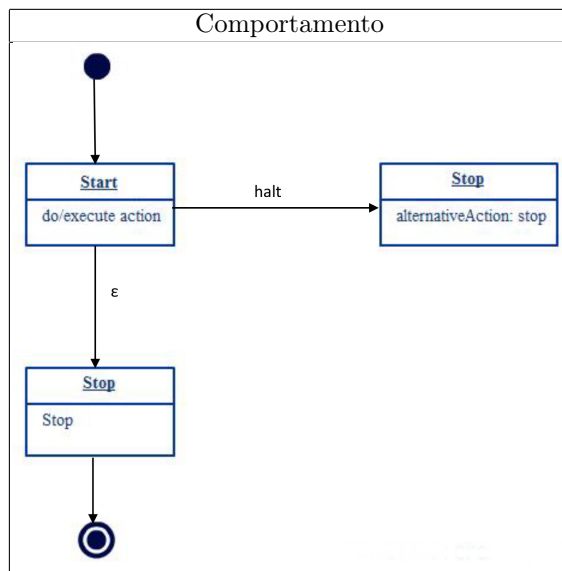 Comportamento
Start
do/execute action
halt
Stop
alternativeAction: stop
ε
Stop
Stop